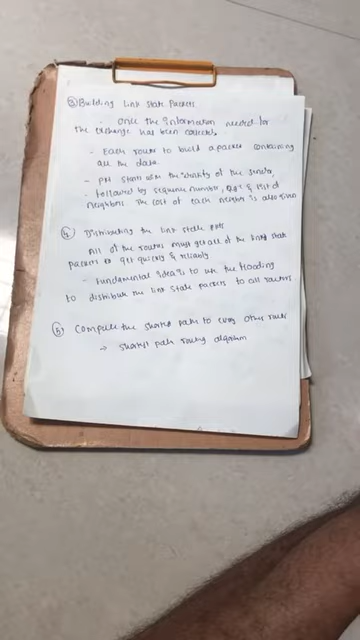 ③ Building Link State Packets
- Once the information needed for
the exchange has been collected.
- Each router to build a packet containing
all the data.
- Pkt starts with the identity of the sender,
- followed by sequence number, age & list of
neighbors. The cost of each neighbor is also given
④ Distributing the link state pkts
All of the routers must get all of the link state
packets to get quickly & reliably
- Fundamental idea is to use the flooding
to distribute the link state packets to all routers
⑤ Compute the shortest path to every other router
→ shortest path routing algorithm